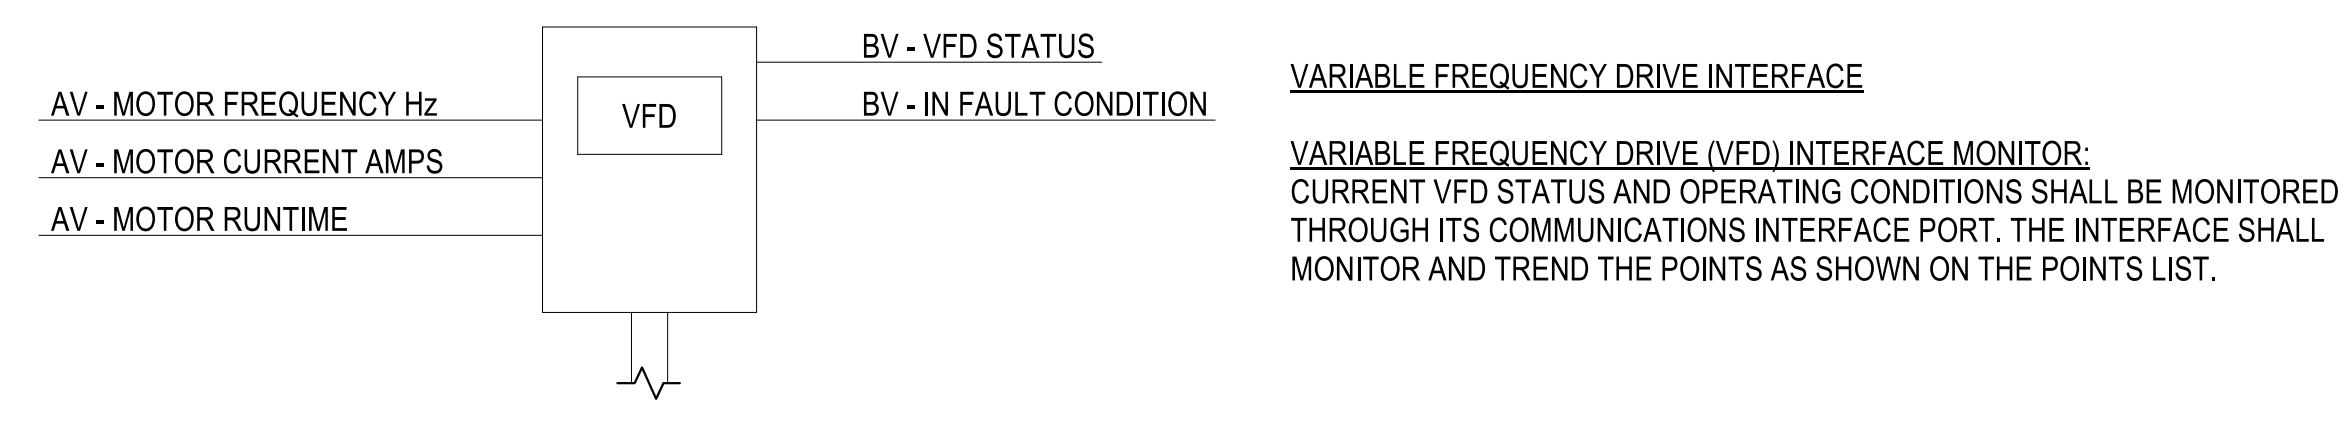 AV - MOTOR FREQUENCY Hz
AV - MOTOR CURRENT AMPS
AV - MOTOR RUNTIME
VFD
BV - VFD STATUS
BV - IN FAULT CONDITION
VARIABLE FREQUENCY DRIVE INTERFACE
VARIABLE FREQUENCY DRIVE (VFD) INTERFACE MONITOR:
CURRENT VFD STATUS AND OPERATING CONDITIONS SHALL BE MONITORED
THROUGH ITS COMMUNICATIONS INTERFACE PORT. THE INTERFACE SHALL
MONITOR AND TREND THE POINTS AS SHOWN ON THE POINTS LIST.